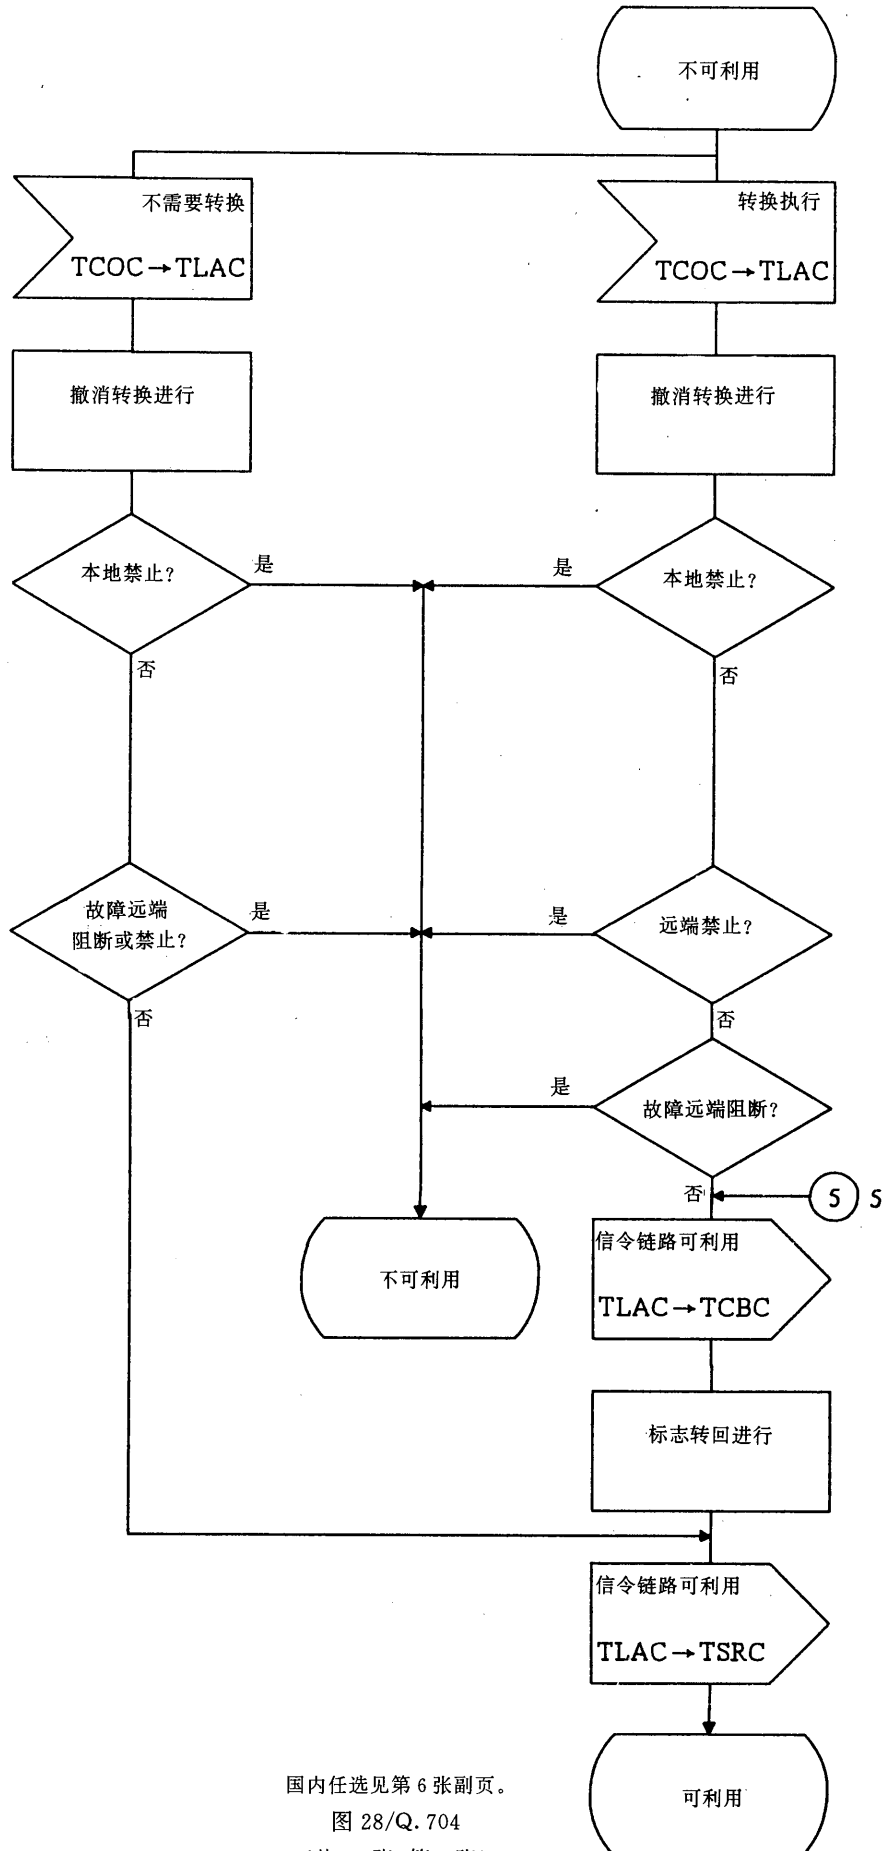 不可利用
不需要转换
TCOC→TLAC
转换执行
TCOC→TLAC
撤消转换进行
撤消转换进行
本地禁止?
是
是
本地禁止?
否
否
故障远端
阻断或禁止?
是
是
远端禁止?
否
否
是
故障远端阻断?
否
5 5
信令链路可利用
TLAC→TCBC
不可利用
标志转回进行
信令链路可利用
TLAC→TSRC
可利用
国内任选见第6张副页。
图 28/Q.704